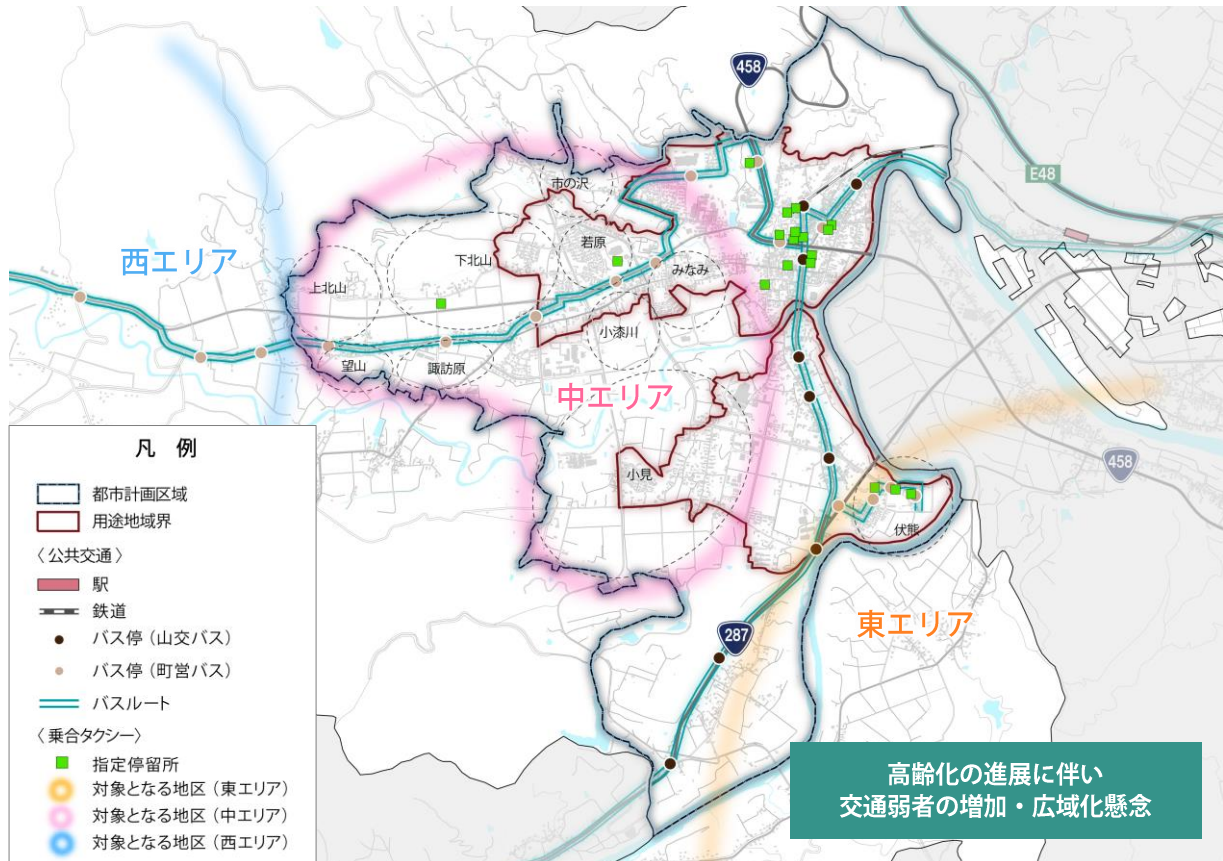 458
E48
市の沢
若原
西エリア
下北山
みなみ
上北山
小漆川
望山
諏訪原
中エリア
458
小見
伏熊
東エリア
287
凡 例
都市計画区域
用途地域界
〈公共交通〉
駅
鉄道
バス停（山交バス）
バス停（町営バス）
バスルート
〈乗合タクシー〉
指定停留所
対象となる地区（東エリア）
対象となる地区（中エリア）
対象となる地区（西エリア）
高齢化の進展に伴い
交通弱者の増加・広域化懸念